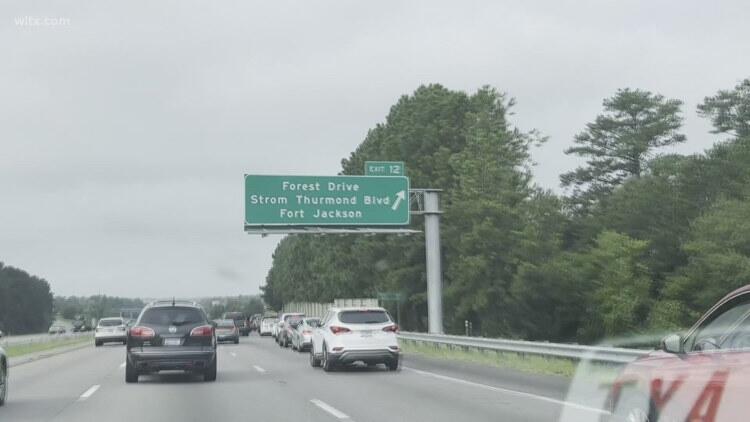 wltx.com
EXIT 12
Forest Drive
Strom Thurmond Blvd
Fort Jackson